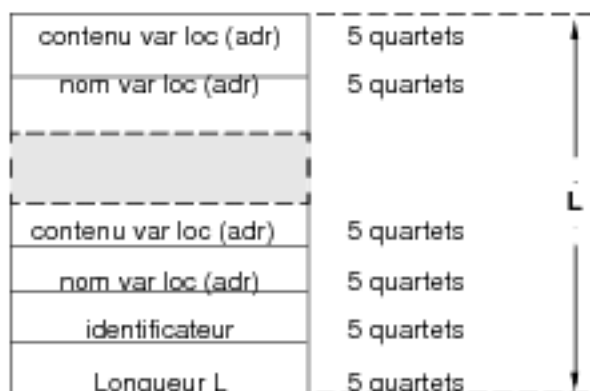 contenu var loc (adr) 5 quartets
nom var loc (adr) 5 quartets
L
contenu var loc (adr) 5 quartets
nom var loc (adr) 5 quartets
identificateur 5 quartets
Longueur L 5 quartets